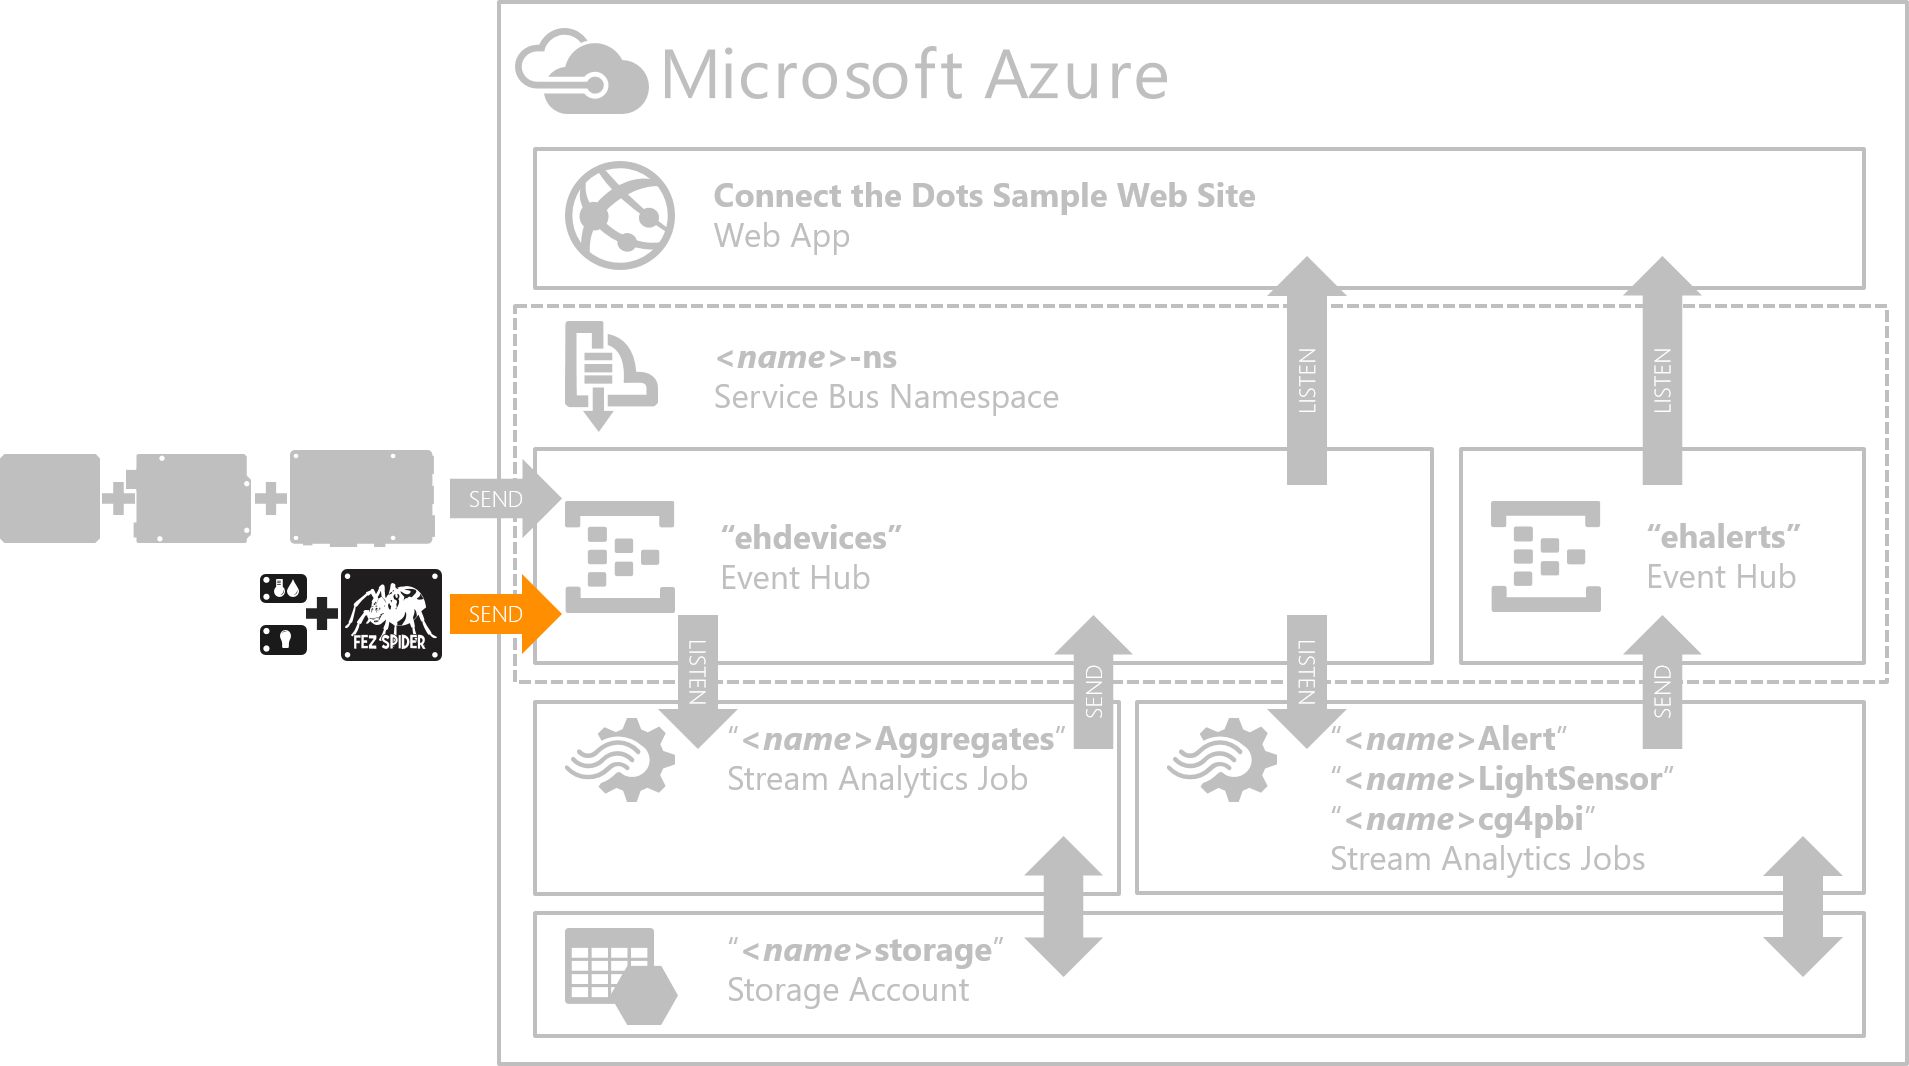 Microsoft Azure
Connect the Dots Sample Web Site
Web App
<name>-ns
Service Bus Namespace
LISTEN
LISTEN
SEND
“ehdevices”
Event Hub
“ehalerts”
Event Hub
SEND
FEZ SPIDER
LISTEN
SEND
LISTEN
SEND
“<name>Aggregates”
Stream Analytics Job
“<name>Alert”
“<name>LightSensor”
“<name>cg4pbi”
Stream Analytics Jobs
“<name>storage”
Storage Account